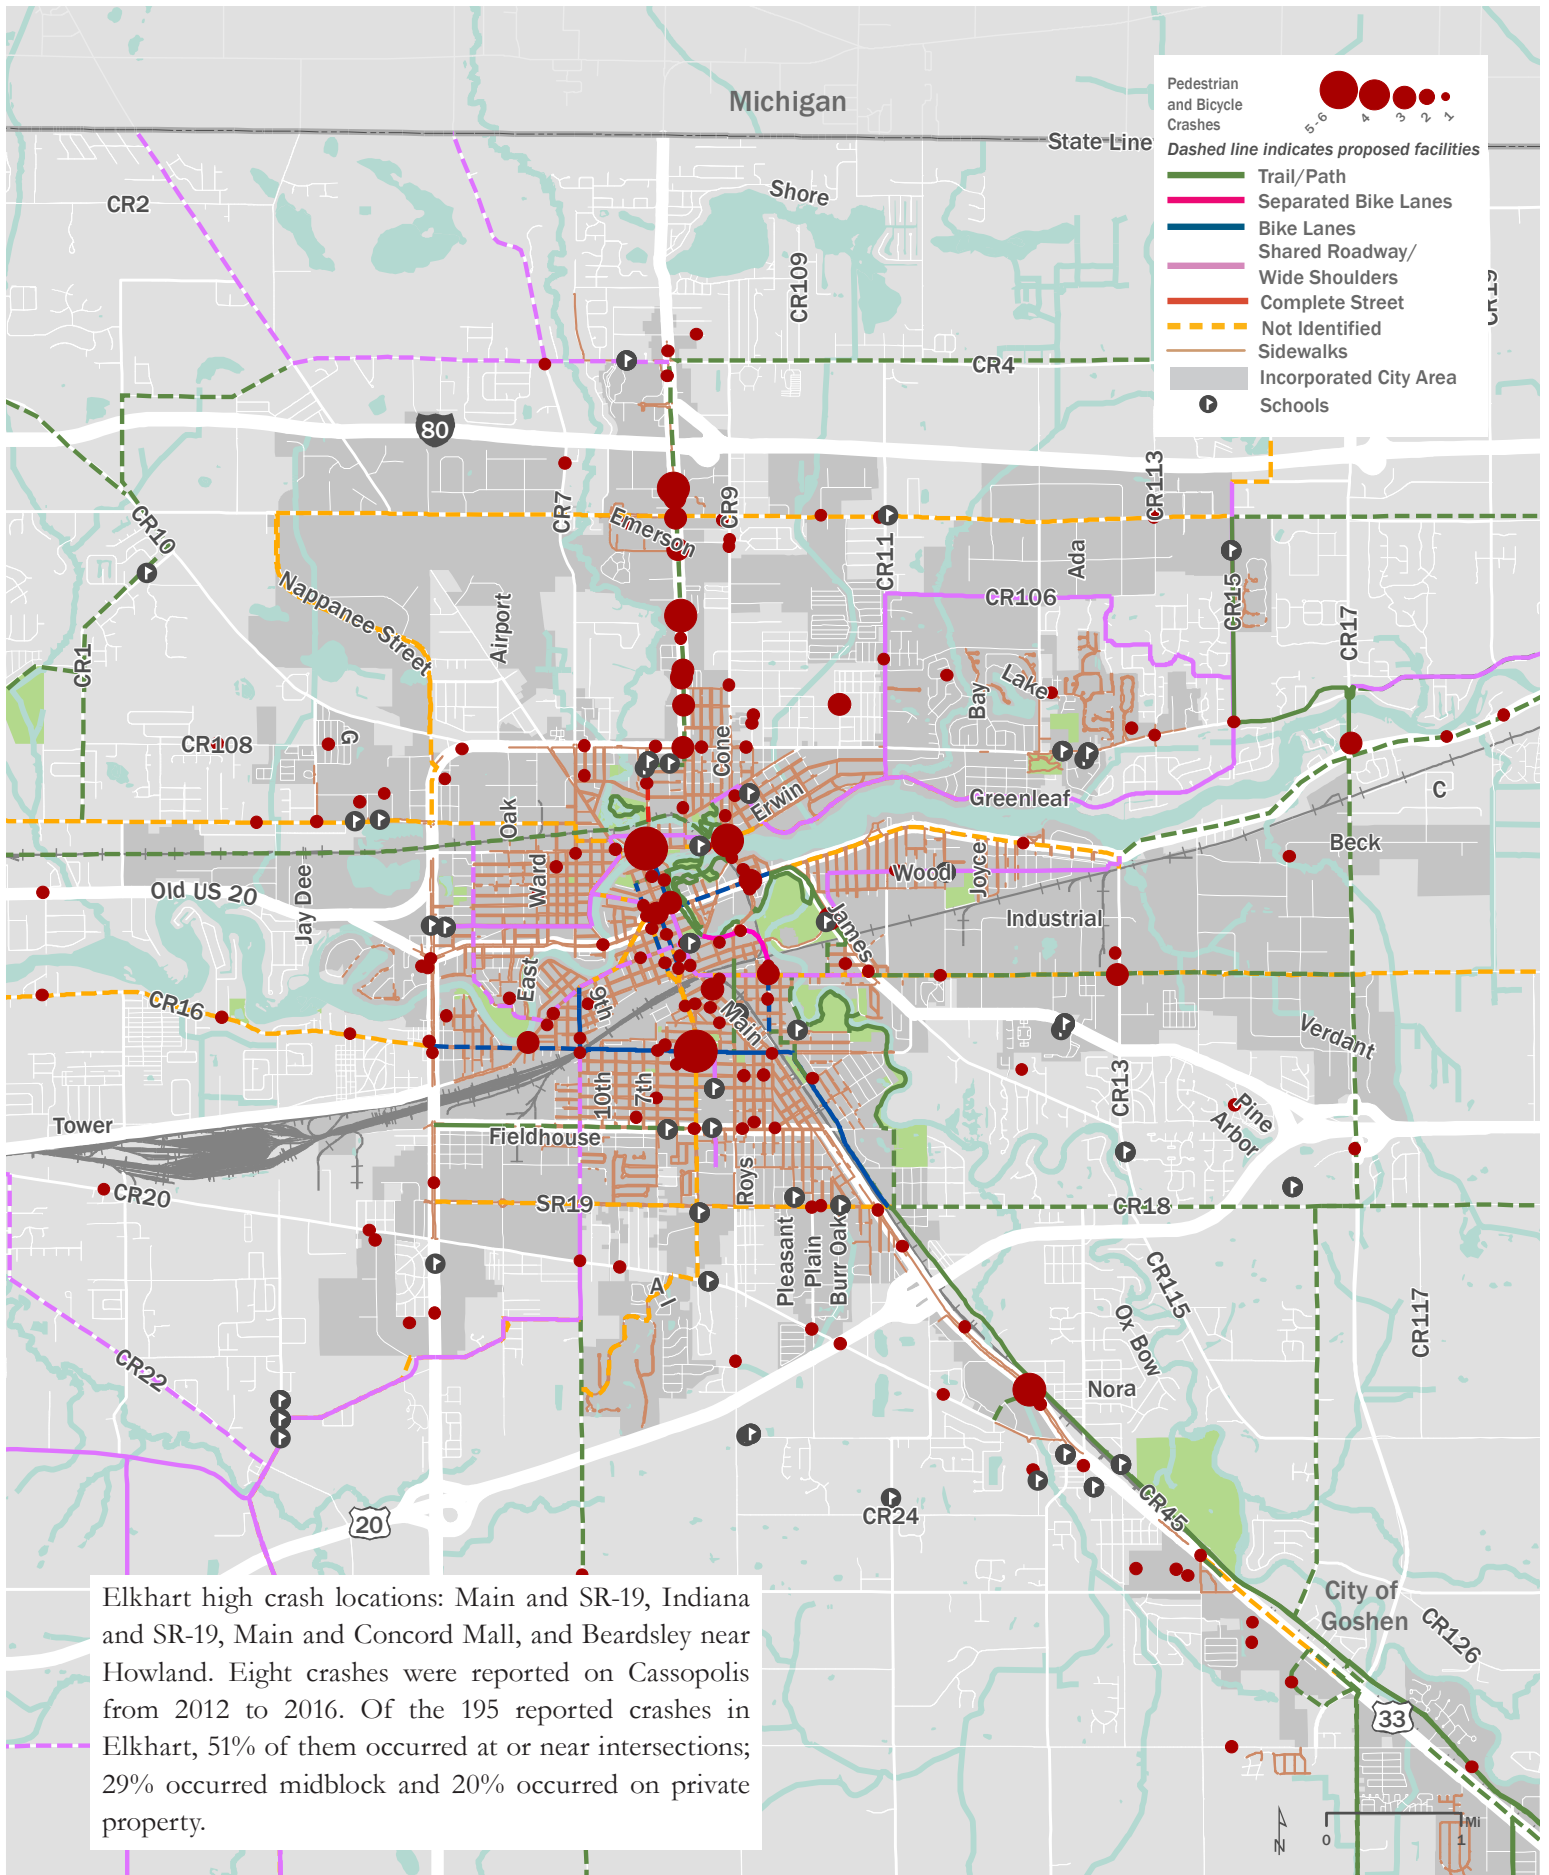 Michigan
State Line
Pedestrian
and Bicycle
Crashes
5-6
4
3
2
1
Dashed line indicates proposed facilities
Trail/Path
Separated Bike Lanes
Bike Lanes
Shared Roadway/
Wide Shoulders
Complete Street
Not Identified
Sidewalks
Incorporated City Area
Schools
CR2
Shore
CR109
CR19
CR4
80
CR7
CR9
CR113
CR10
Emerson
CR11
Ada
Nappanee Street
Airport
CR106
CR15
CR17
CR1
Lake
Bay
CR108
G
Cone
Erwin
Greenleaf
C
Oak
Beck
Ward
Wood
Joyce
Old US 20
Jay Dee
James
Industrial
East
9th
CR16
Main
Verdant
10th
7th
CR13
Pine
Arbor
Tower
Fieldhouse
Roys
CR20
SR19
CR18
Pleasant
Plain
Burr Oak
CR115
A
Ox Bow
CR117
CR22
Nora
20
CR24
CR45
City of
Goshen
CR126
33
Elkhart high crash locations: Main and SR-19, Indiana
and SR-19, Main and Concord Mall, and Beardsley near
Howland. Eight crashes were reported on Cassopolis
from 2012 to 2016. Of the 195 reported crashes in
Elkhart, 51% of them occurred at or near intersections;
29% occurred midblock and 20% occurred on private
property.
N
0
1
Mi